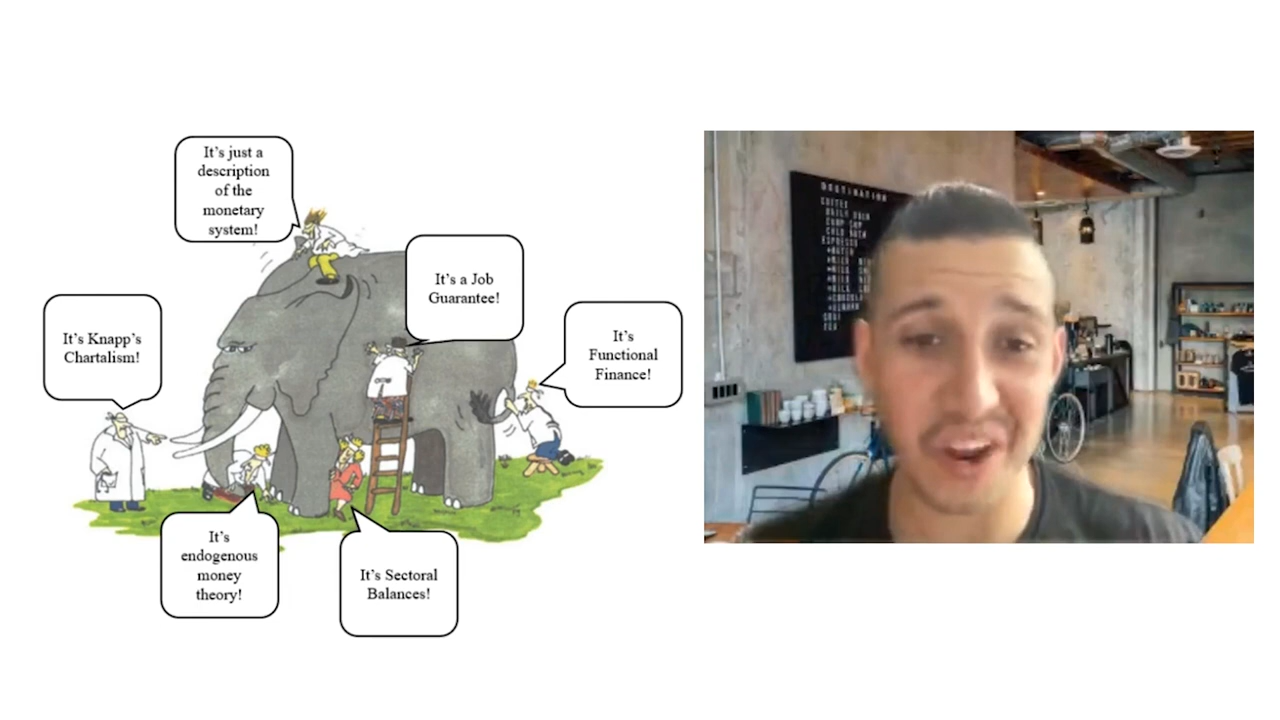 It's just a
description
of the
monetary
system!
It's a Job
Guarantee!
It's Knapp's
Chartalism!
It's
Functional
Finance!
It's
endogenous
money
theory!
It's Sectoral
Balances!
DESTINATION
COFFEE
ESPRESSO